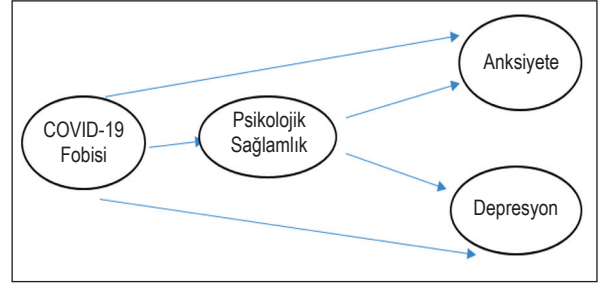 COVID-19
Fobisi
Psikolojik
Sağlamlık
Anksiyete
Depresyon